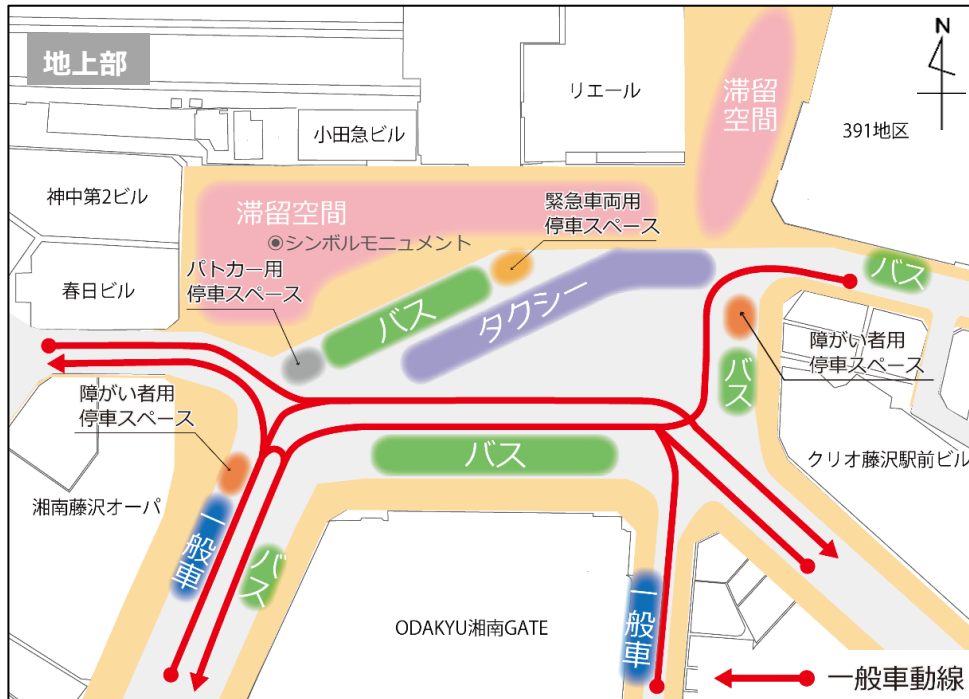 地上部
N
リエール
滞留
空間
391地区
小田急ビル
神中第2ビル
滞留空間
シンボルモニュメント
緊急車両用
停車スペース
パトカー用
停車スペース
春日ビル
バス
タクシー
バス
障がい者用
停車スペース
バス
障がい者用
停車スペース
バス
クリオ藤沢駅前ビル
湘南藤沢オーパ
一般車
バス
ODAKYU湘南GATE
一般車
一般車動線